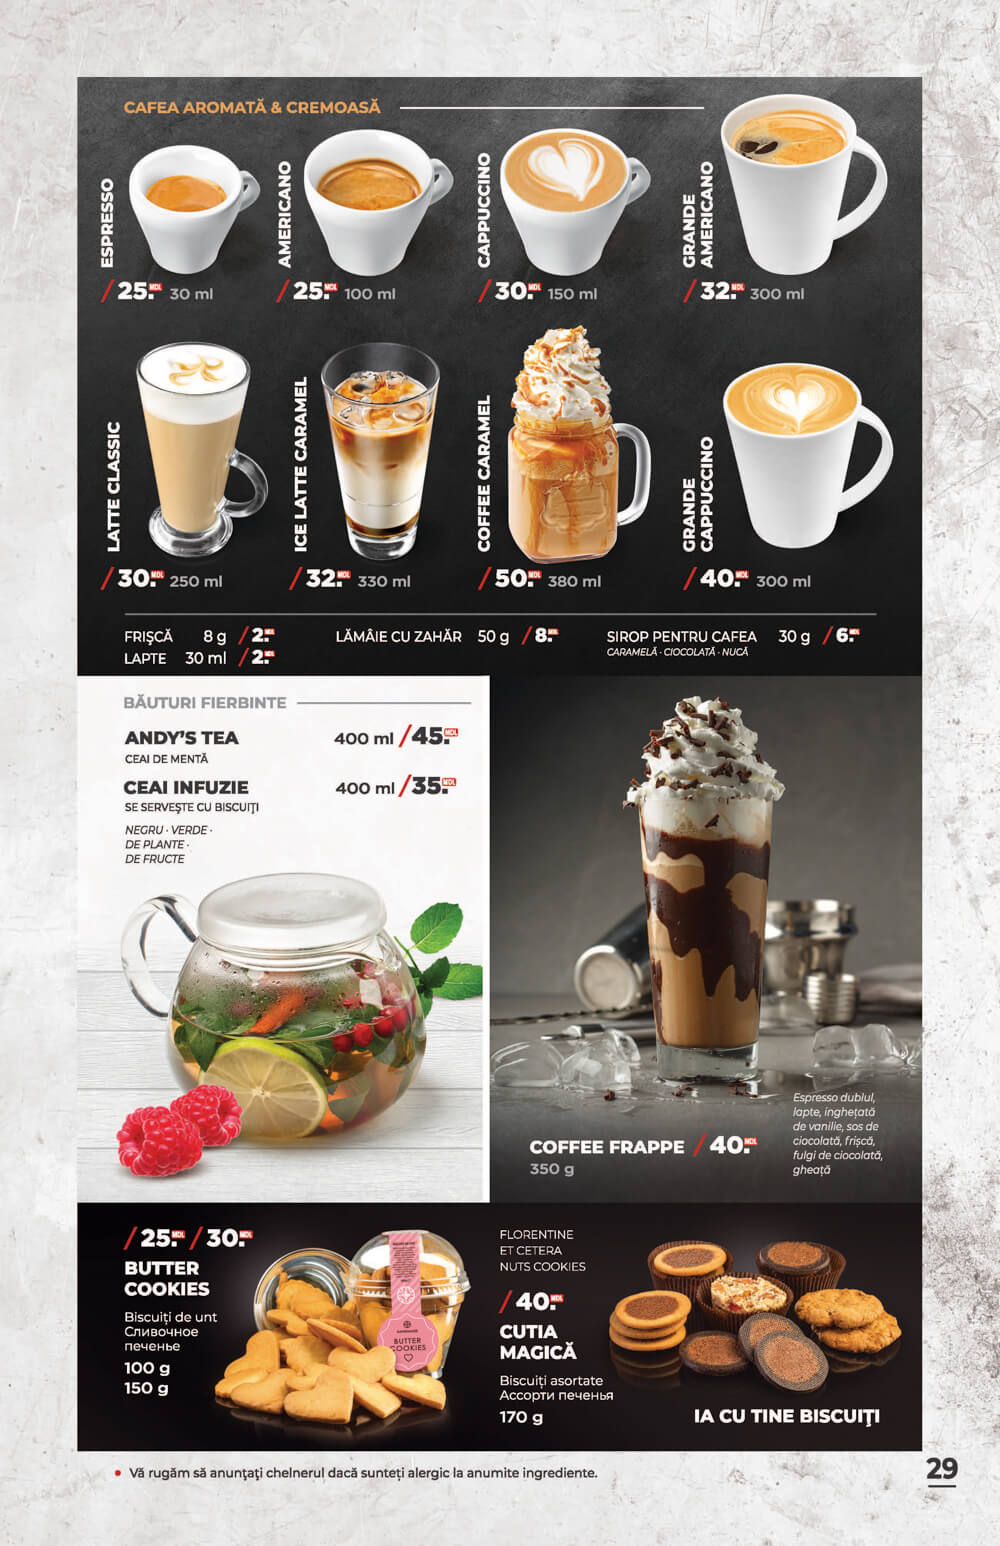 CAFEA AROMATĂ & CREMOASĂ
ESPRESSO
/25. MDL 30 ml
AMERICANO
/25. MDL 100 ml
CAPPUCCINO
/30. MDL 150 ml
GRANDE
AMERICANO
/32. MDL 300 ml
LATTE CLASSIC
/30. MDL 250 ml
ICE LATTE CARAMEL
/32. MDL 330 ml
COFFEE CARAMEL
/50. MDL 380 ml
GRANDE
CAPPUCCINO
/40. MDL 300 ml
FRIȘCĂ 8 g /2. MDL
LAPTE 30 ml /2. MDL
LĂMÂIE CU ZAHĂR 50 g /8. MDL
SIROP PENTRU CAFEA 30 g /6. MDL
CARAMELĂ · CIOCOLATĂ · NUCĂ
BĂUTURI FIERBINTE
ANDY'S TEA 400 ml /45. MDL
CEAI DE MENTĂ
CEAI INFUZIE 400 ml /35. MDL
SE SERVEȘTE CU BISCUIȚI
NEGRU · VERDE ·
DE PLANTE ·
DE FRUCTE
COFFEE FRAPPE /40. MDL
350 g
Espresso dublul,
lapte, inghețată
de vanilie, sos de
ciocolată, frișcă,
fulgi de ciocolată,
gheață
/25. MDL /30. MDL
BUTTER
COOKIES
Biscuiți de unt
Сливочное
печенье
100 g
150 g
BUTTER
COOKIES
FLORENTINE
ET CETERA
NUTS COOKIES
/40. MDL
CUTIA
MAGICĂ
Biscuiți asortate
Ассорти печенья
170 g
IA CU TINE BISCUIȚI
• Vă rugăm să anunțați chelnerul dacă sunteți alergic la anumite ingrediente.
29